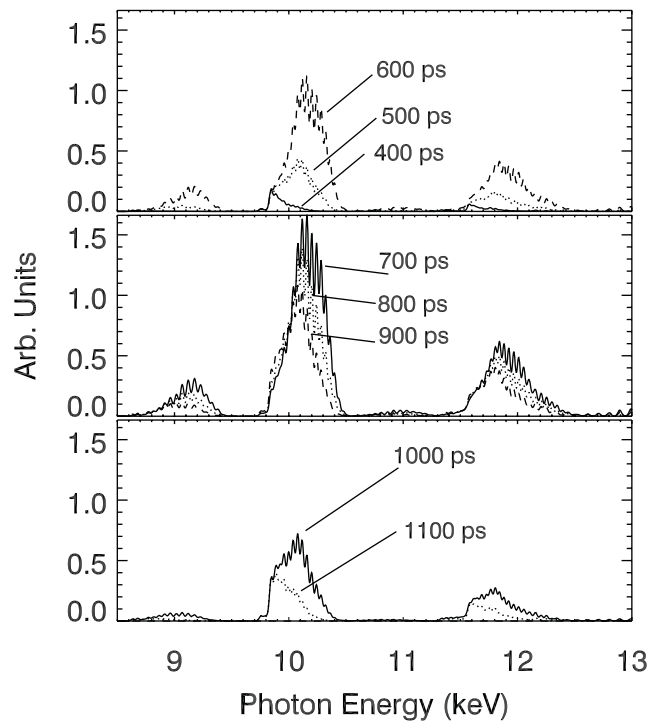 1.5
600 ps
1.0
500 ps
0.5
400 ps
0.0
1.5
700 ps
1.0
800 ps
900 ps
0.5
0.0
Arb. Units
1.5
1000 ps
1.0
1100 ps
0.5
0.0
9 10 11 12 13
Photon Energy (keV)